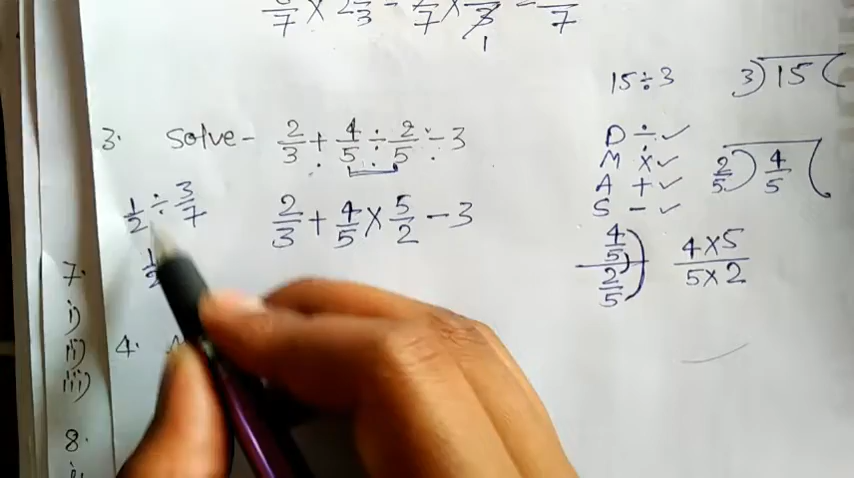 15÷3 3)15(
3. Solve- 2/3 + 4/5 ÷ 2/5 - 3
D ÷ ✓
M × ✓
A + ✓
S - ✓
2/5)4/5(
1/2 ÷ 3/7
2/3 + 4/5 × 5/2 - 3
4/5 / 2/5
4×5 / 5×2
1/2
7.
i)
ii)
iii)
4.
8.